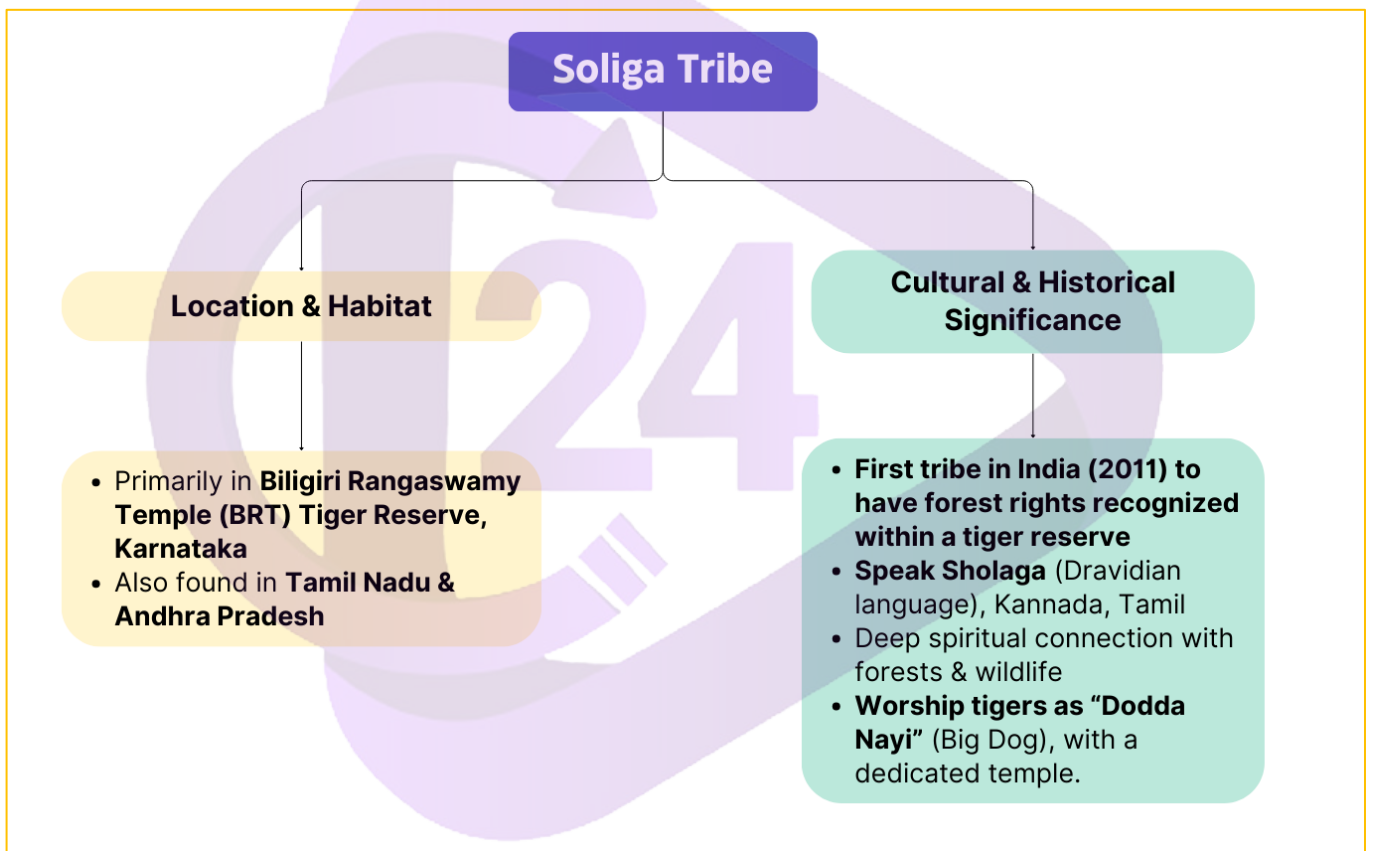 Soliga Tribe
Location & Habitat
• Primarily in Biligiri Rangaswamy
Temple (BRT) Tiger Reserve,
Karnataka
• Also found in Tamil Nadu &
Andhra Pradesh
Cultural & Historical
Significance
• First tribe in India (2011) to
have forest rights recognized
within a tiger reserve
• Speak Sholaga (Dravidian
language), Kannada, Tamil
• Deep spiritual connection with
forests & wildlife
• Worship tigers as “Dodda
Nayi” (Big Dog), with a
dedicated temple.
24